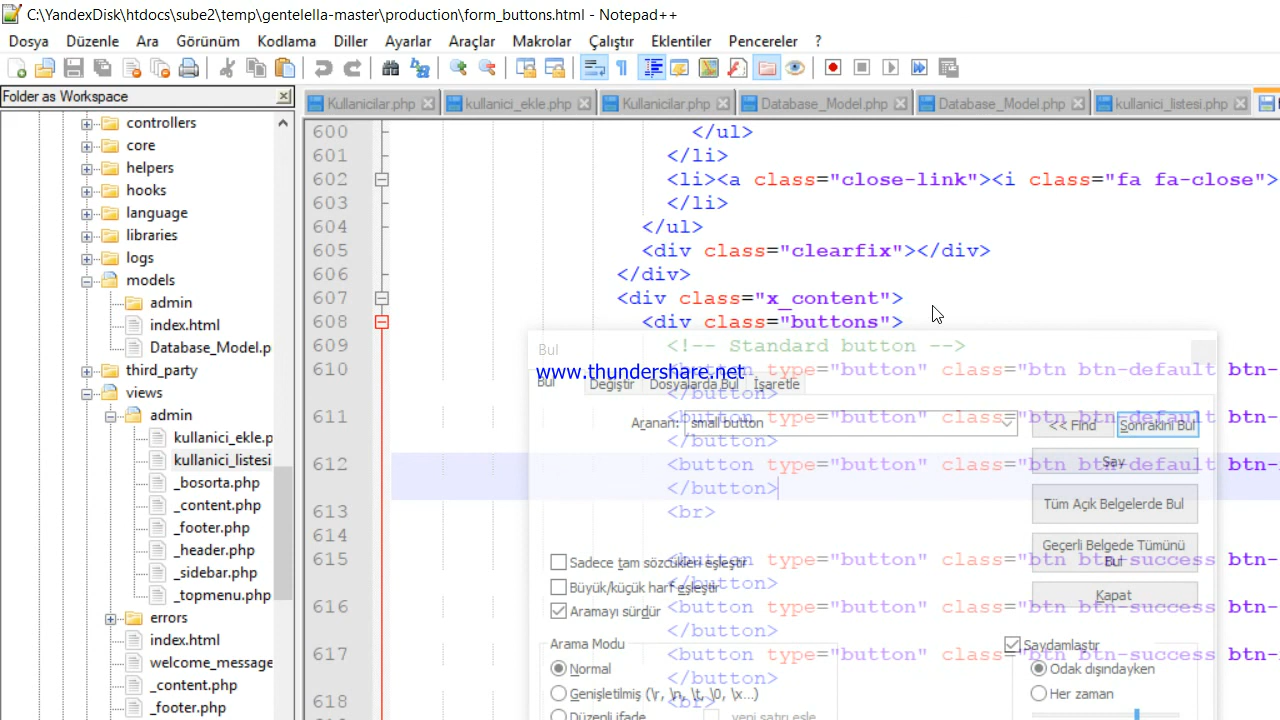 C:\YandexDisk\htdocs\sube2\temp\gentelella-master\production\form_buttons.html - Notepad++
Dosya Düzenle Ara Görünüm Kodlama Diller Ayarlar Araçlar Makrolar Çalıştır Eklentiler Pencereler ?
Folder as Workspace
Kullanicilar.php kullanici_ekle.php Kullanicilar.php Database_Model.php Database_Model.php kullanici_listesi.php
controllers
core
helpers
hooks
language
libraries
logs
models
admin
index.html
Database_Model.p
third_party
views
admin
kullanici_ekle.p
kullanici_listesi
_bosorta.php
_content.php
_footer.php
_header.php
_sidebar.php
_topmenu.php
errors
index.html
welcome_message
_content.php
_footer.php
600 </ul>
601 </li>
602 <li><a class="close-link"><i class="fa fa-close">
603 </li>
604 </ul>
605 <div class="clearfix"></div>
606 </div>
607 <div class="x_content">
608 <div class="buttons">
609 <!-- Standard button -->
610 <button type="button" class="btn btn-default btn-
</button>
611 <button type="button" class="btn btn-default btn-
</button>
612 <button type="button" class="btn btn-default btn-
</button>
613 <br>
614
615 <button type="button" class="btn btn-success btn-
</button>
616 <button type="button" class="btn btn-success btn-
</button>
617 <button type="button" class="btn btn-success btn-
</button>
618 <br>
Bul
www.thundershare.net
Bul Değiştir Dosyalarda Bul İşaretle
Aranan: small button
<< Find Sonrakini Bul
Say
Tüm Açık Belgelerde Bul
Geçerli Belgede Tümünü
Bul
Kapat
Sadece tam sözcükleri eşleştir
Büyük/küçük harf eşleştir
Aramayı sürdür
Arama Modu
Normal
Genişletilmiş (\r, \n, \t, \0, \x...)
Düzenli ifade
. yeni satırı eşle
Saydamlaştır
Odak dışındayken
Her zaman